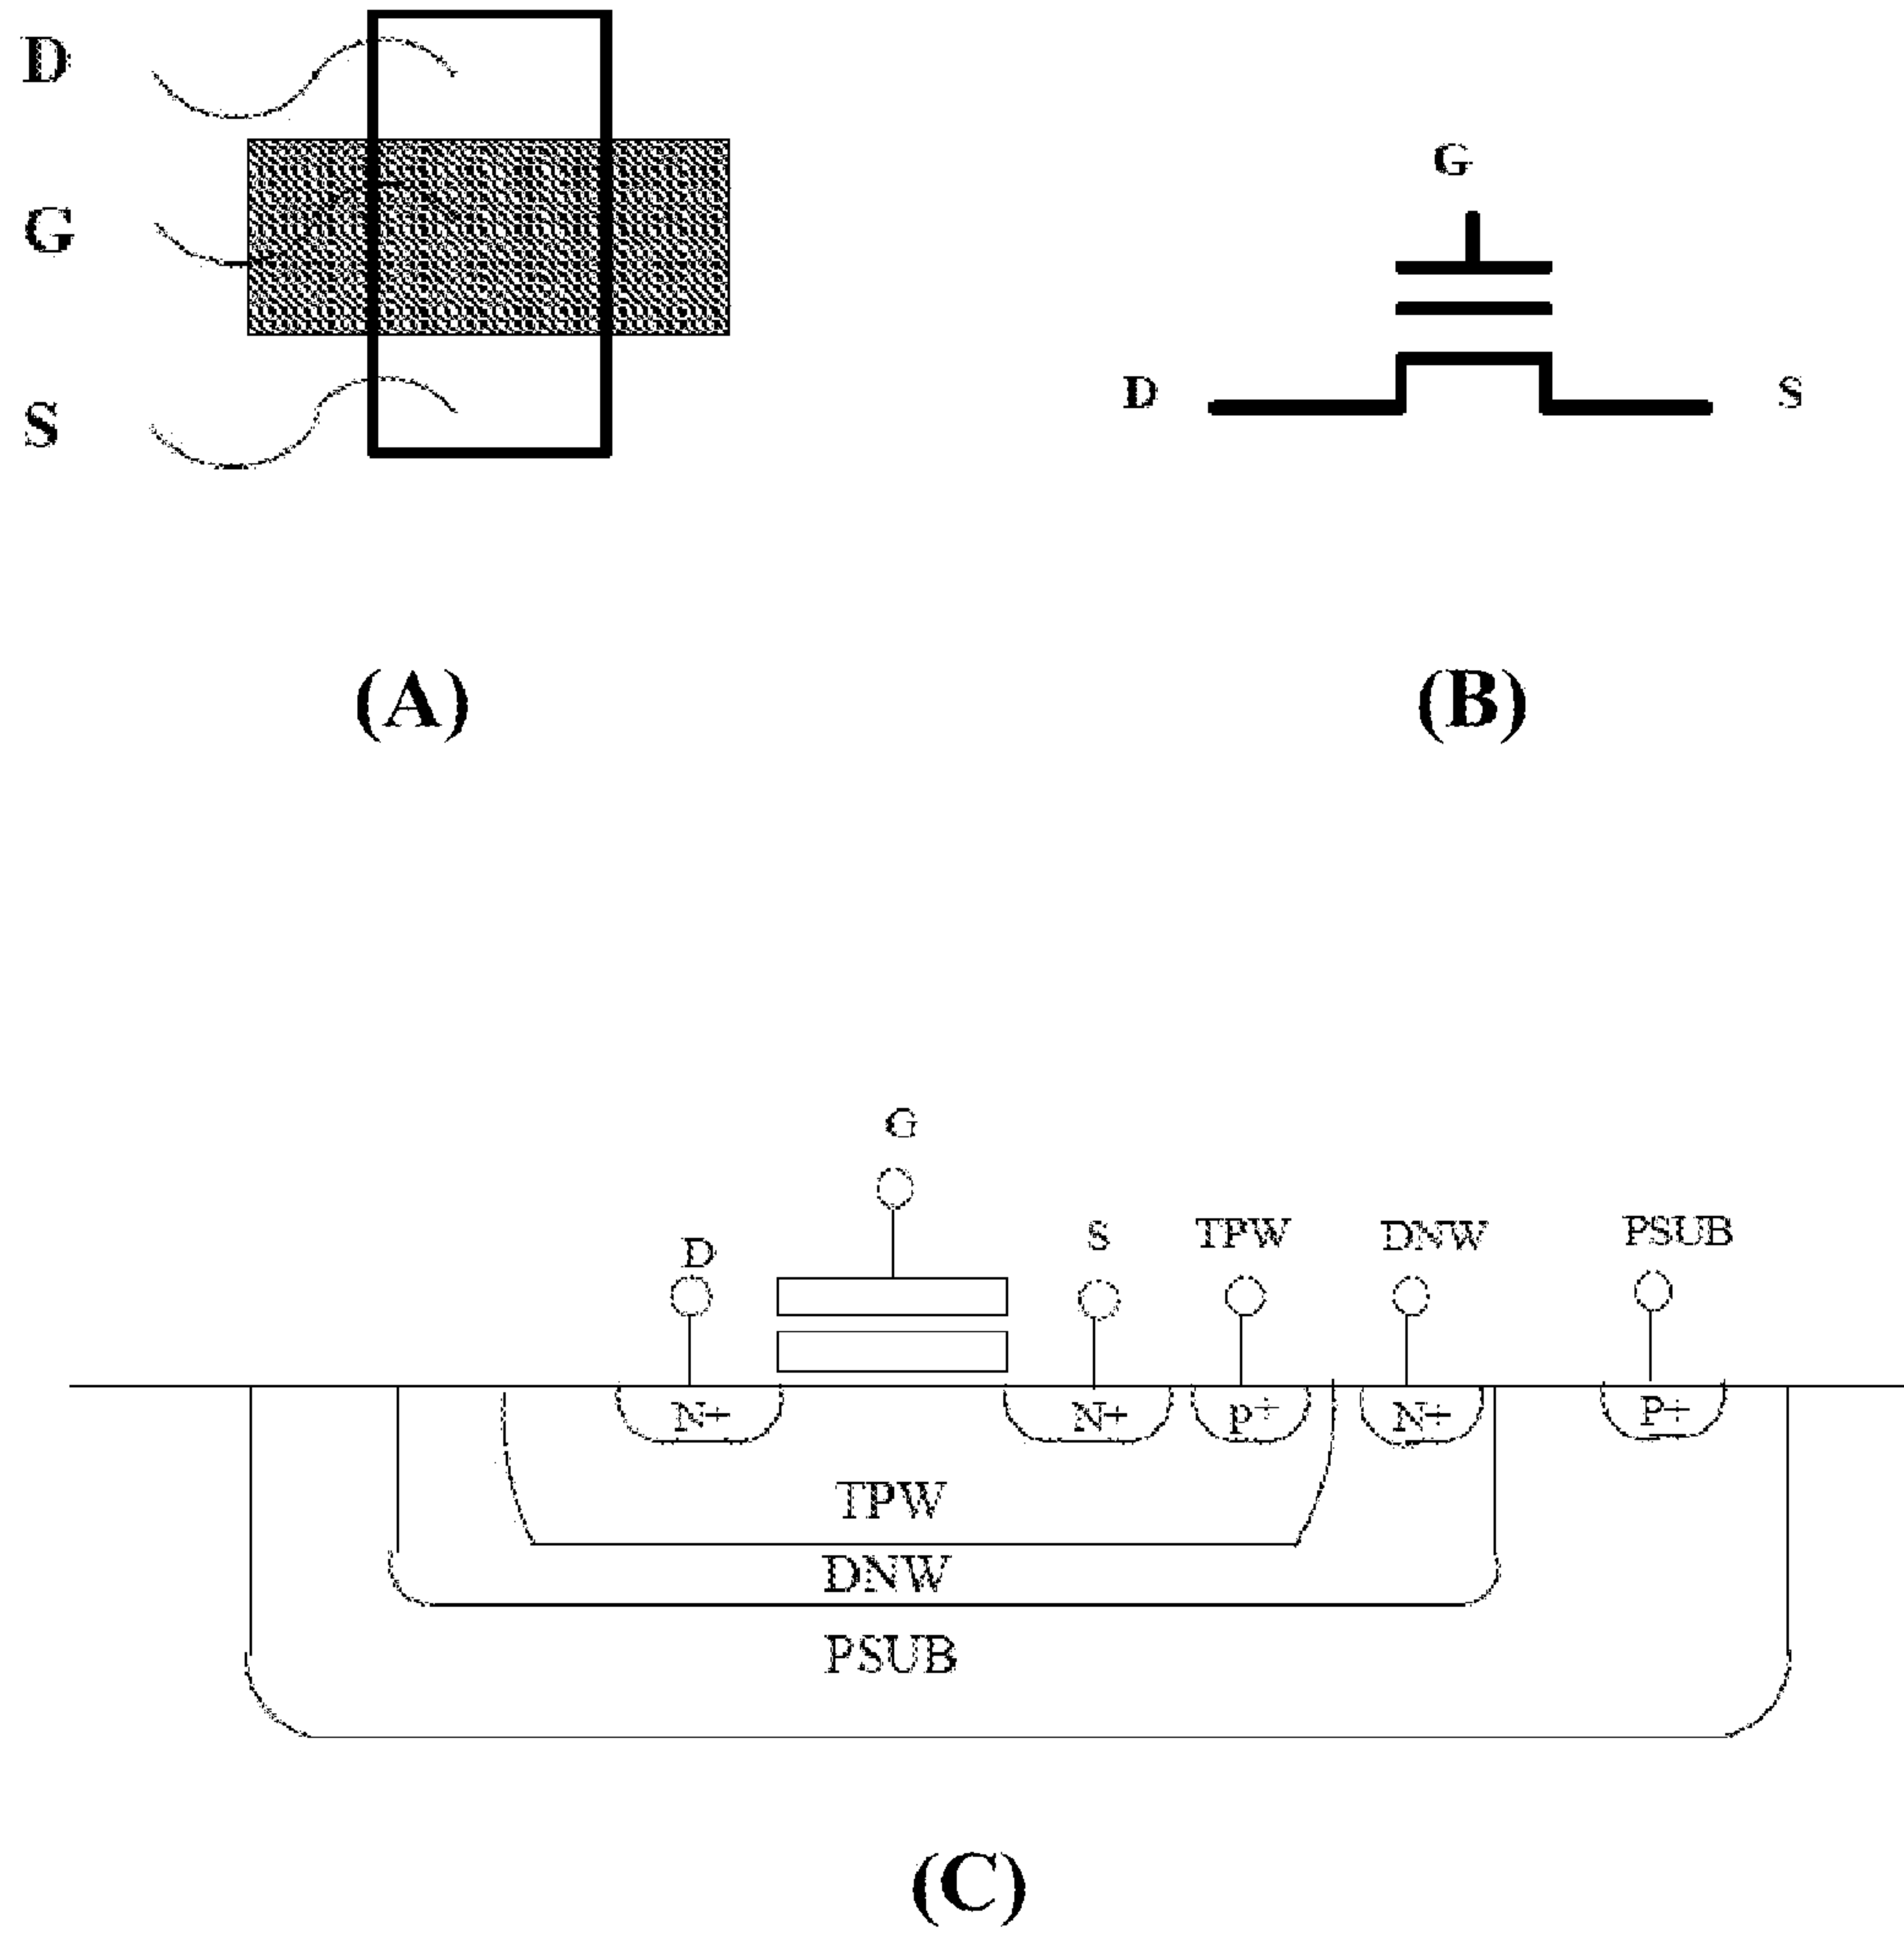 D
G
S
G
D S
(A) (B)
G
D S TPW DNW PSUB
N+ N+ P+ N+ P+
TPW
DNW
PSUB
(C)